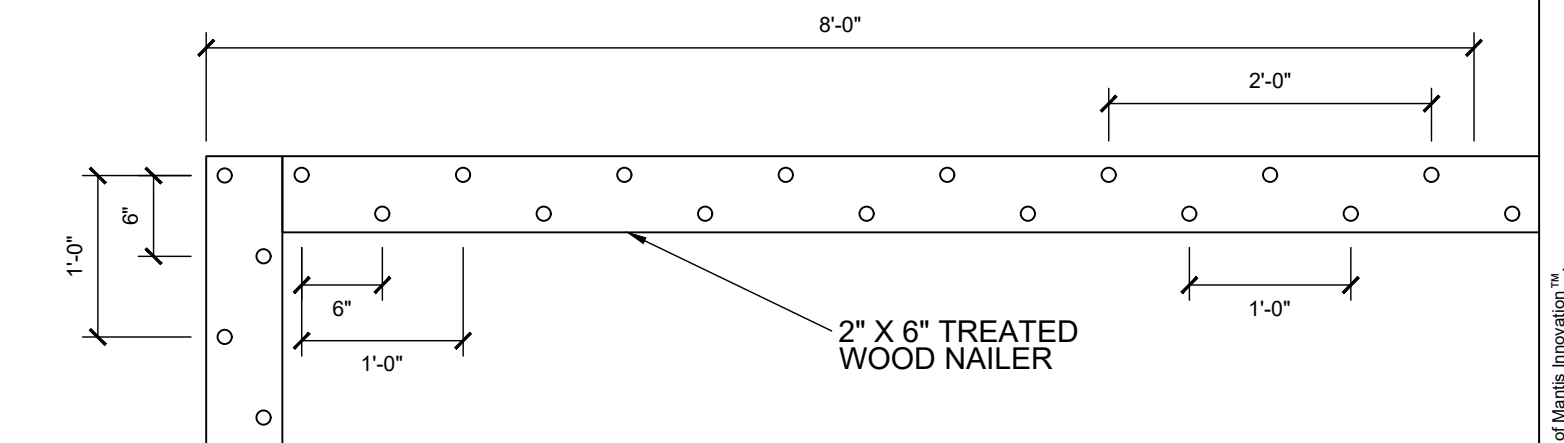 8'-0"
2'-0"
6"
1'-0"
6"
1'-0"
1'-0"
2" X 6" TREATED
WOOD NAILER
of Mantis Innovation™.